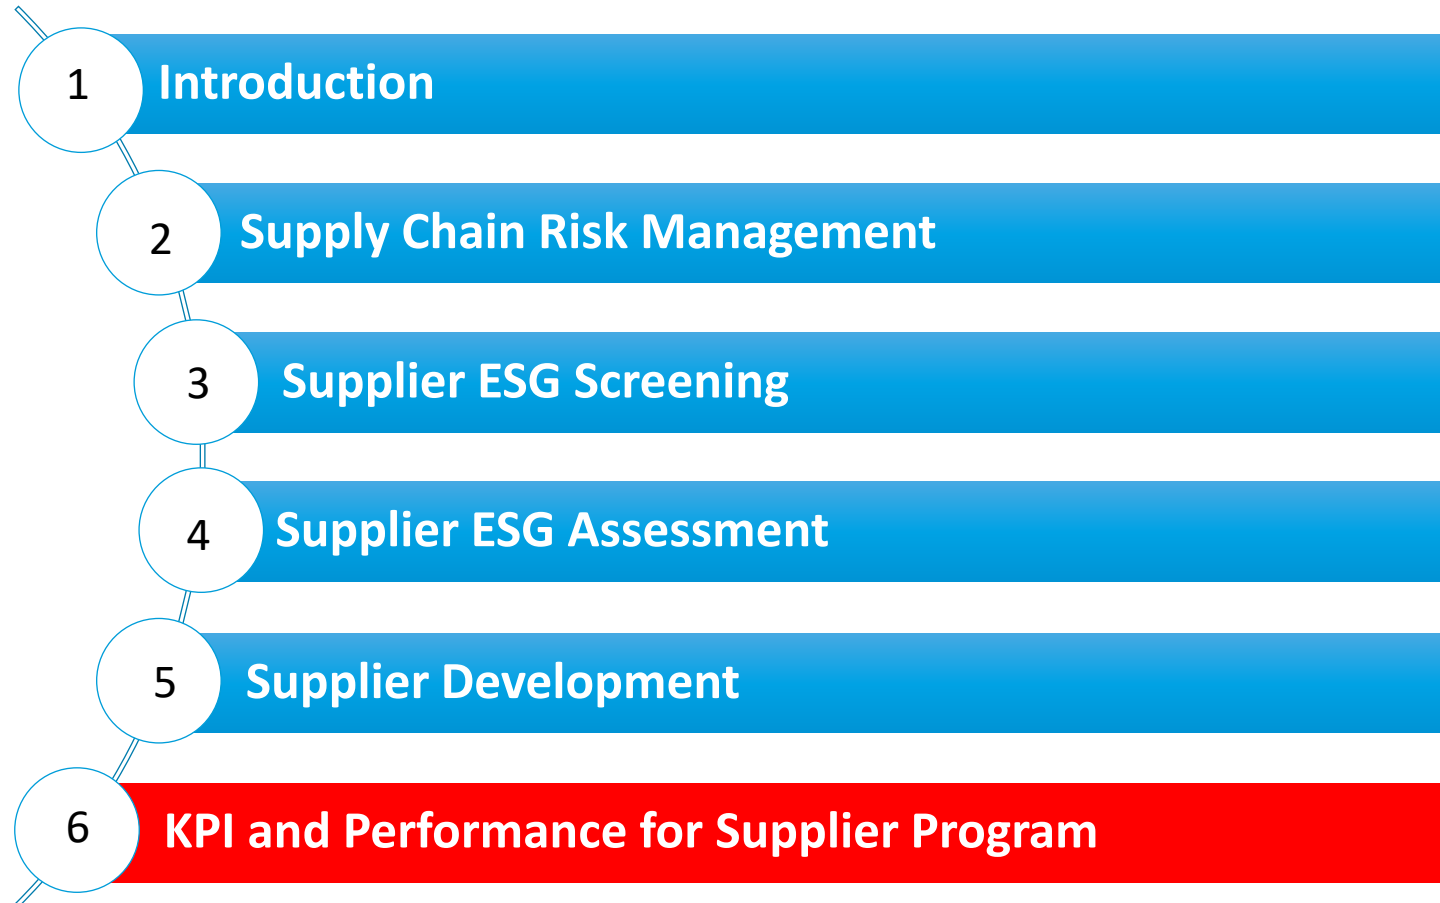 1 Introduction
2 Supply Chain Risk Management
3 Supplier ESG Screening
4 Supplier ESG Assessment
5 Supplier Development
6 KPI and Performance for Supplier Program